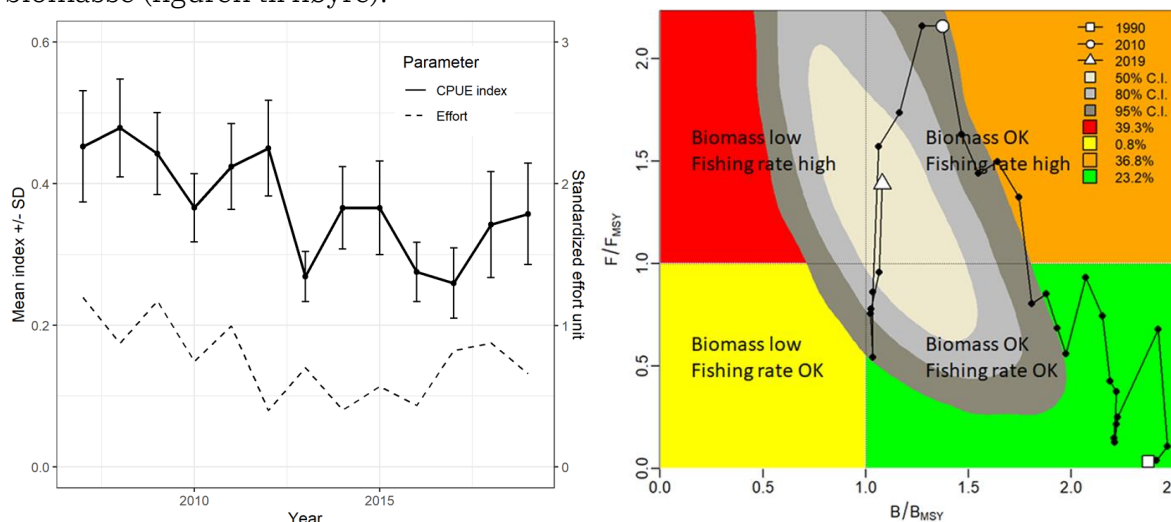 biomasse (figuren til høyre).
0.6
0.4
0.2
0.0
Mean index +/- SD
2010
2015
Year
3
2
1
0
Standardized effort unit
Parameter
CPUE index
Effort
2.0
1.5
1.0
0.5
0.0
F/F MSY
0.0
0.5
1.0
1.5
2.0
B/B MSY
Biomass low
Fishing rate high
Biomass OK
Fishing rate high
Biomass low
Fishing rate OK
Biomass OK
Fishing rate OK
1990
2010
2019
50% C.I.
80% C.I.
95% C.I.
39.3%
0.8%
36.8%
23.2%